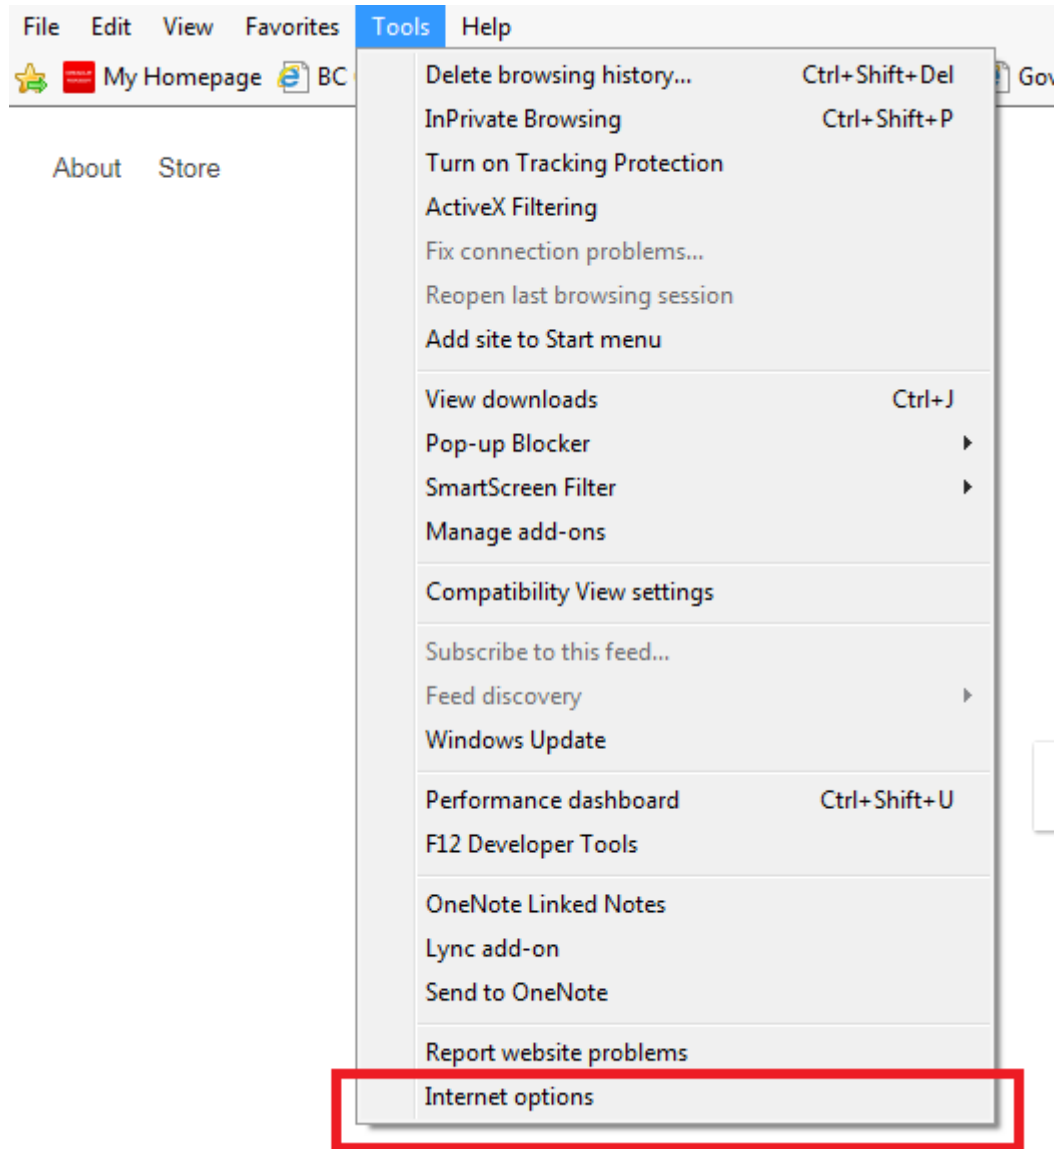 File Edit View Favorites Tools Help
My Homepage BC
About Store
Delete browsing history... Ctrl+Shift+Del
InPrivate Browsing Ctrl+Shift+P
Turn on Tracking Protection
ActiveX Filtering
Fix connection problems...
Reopen last browsing session
Add site to Start menu
View downloads Ctrl+J
Pop-up Blocker
SmartScreen Filter
Manage add-ons
Compatibility View settings
Subscribe to this feed...
Feed discovery
Windows Update
Performance dashboard Ctrl+Shift+U
F12 Developer Tools
OneNote Linked Notes
Lync add-on
Send to OneNote
Report website problems
Internet options